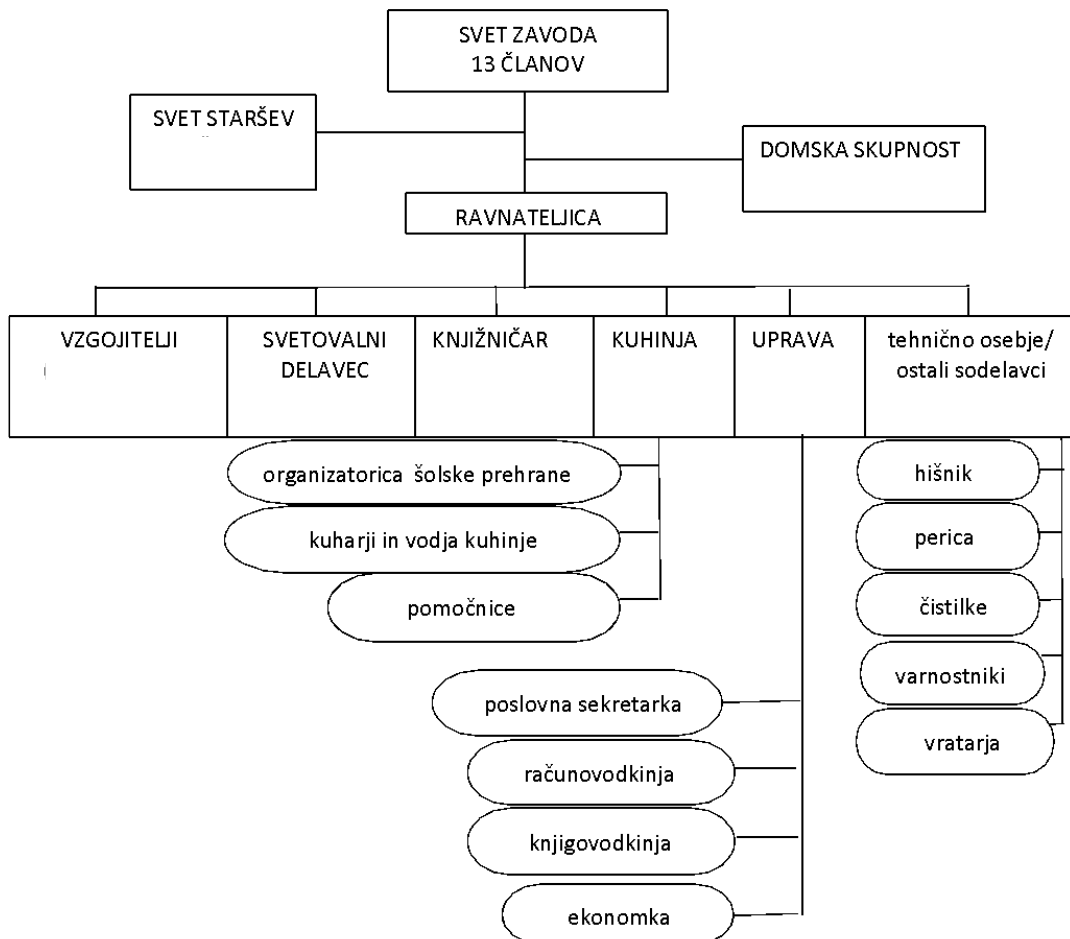 SVET ZAVODA
13 ČLANOV
SVET STARŠEV
DOMSKA SKUPNOST
RAVNATELJICA
VZGOJITELJI
SVETOVALNI
DELAVEC
KNJIŽNIČAR
KUHINJA
UPRAVA
tehnično osebje/
ostali sodelavci
organizatorica šolske prehrane
kuharji in vodja kuhinje
pomočnice
poslovna sekretarka
računovodkinja
knjigovodkinja
ekonomka
hišnik
perica
čistilke
varnostniki
vratarja